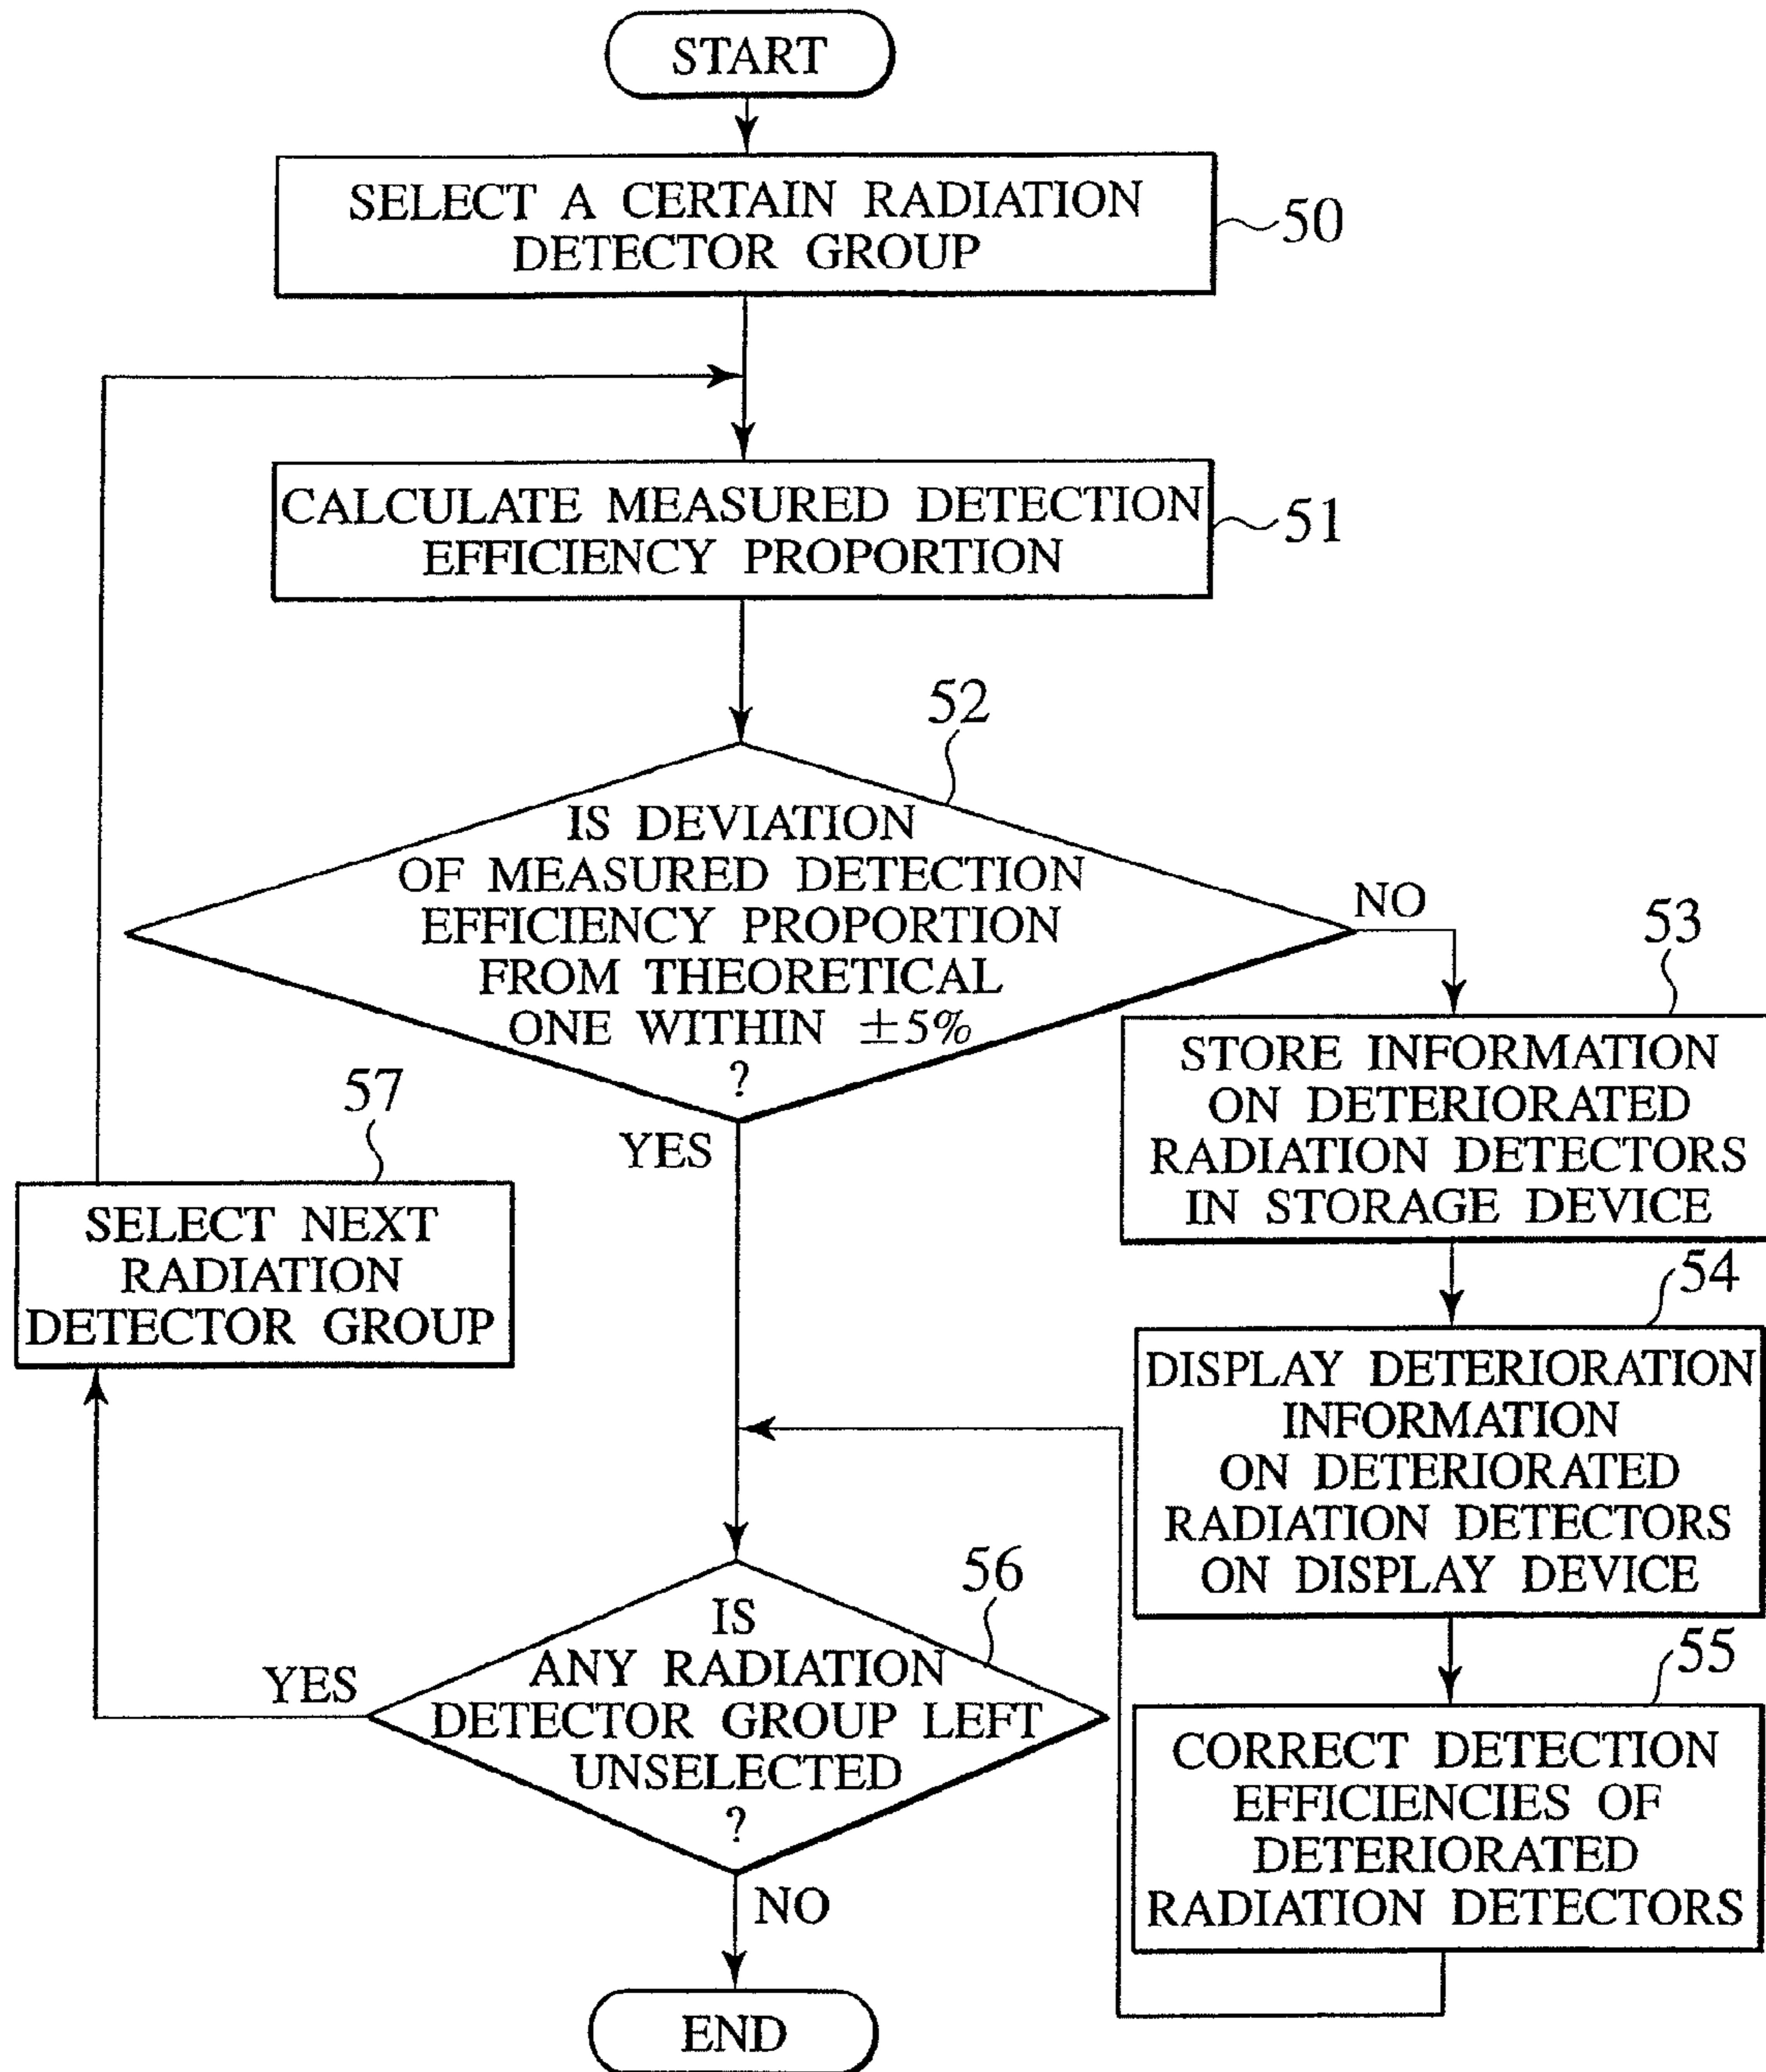 START
SELECT A CERTAIN RADIATION
DETECTOR GROUP
50
CALCULATE MEASURED DETECTION
EFFICIENCY PROPORTION
51
52
IS DEVIATION
OF MEASURED DETECTION
EFFICIENCY PROPORTION
FROM THEORETICAL
ONE WITHIN ±5%
?
NO
YES
53
STORE INFORMATION
ON DETERIORATED
RADIATION DETECTORS
IN STORAGE DEVICE
57
SELECT NEXT
RADIATION
DETECTOR GROUP
54
DISPLAY DETERIORATION
INFORMATION
ON DETERIORATED
RADIATION DETECTORS
ON DISPLAY DEVICE
56
IS
ANY RADIATION
DETECTOR GROUP LEFT
UNSELECTED
?
YES
NO
55
CORRECT DETECTION
EFFICIENCIES OF
DETERIORATED
RADIATION DETECTORS
END